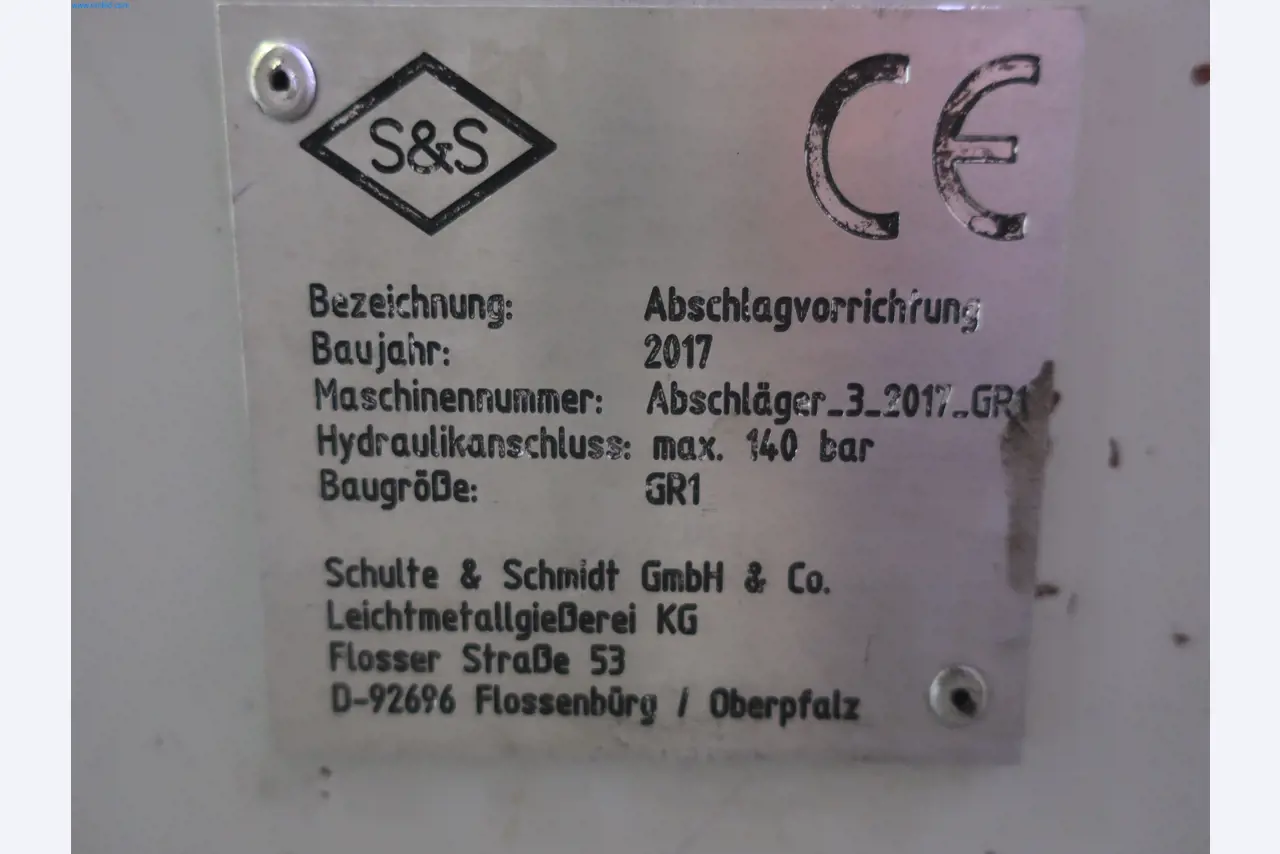 S&S
CE
Bezeichnung: Abschlagvorrichtung
Baujahr: 2017
Maschinennummer: Abschläger_3_2017_GR1
Hydraulikanschluss: max. 140 bar
Baugröße: GR1
Schulte & Schmidt GmbH & Co.
Leichtmetallgießerei KG
Flosser Straße 53
D-92696 Flossenbürg / Oberpfalz